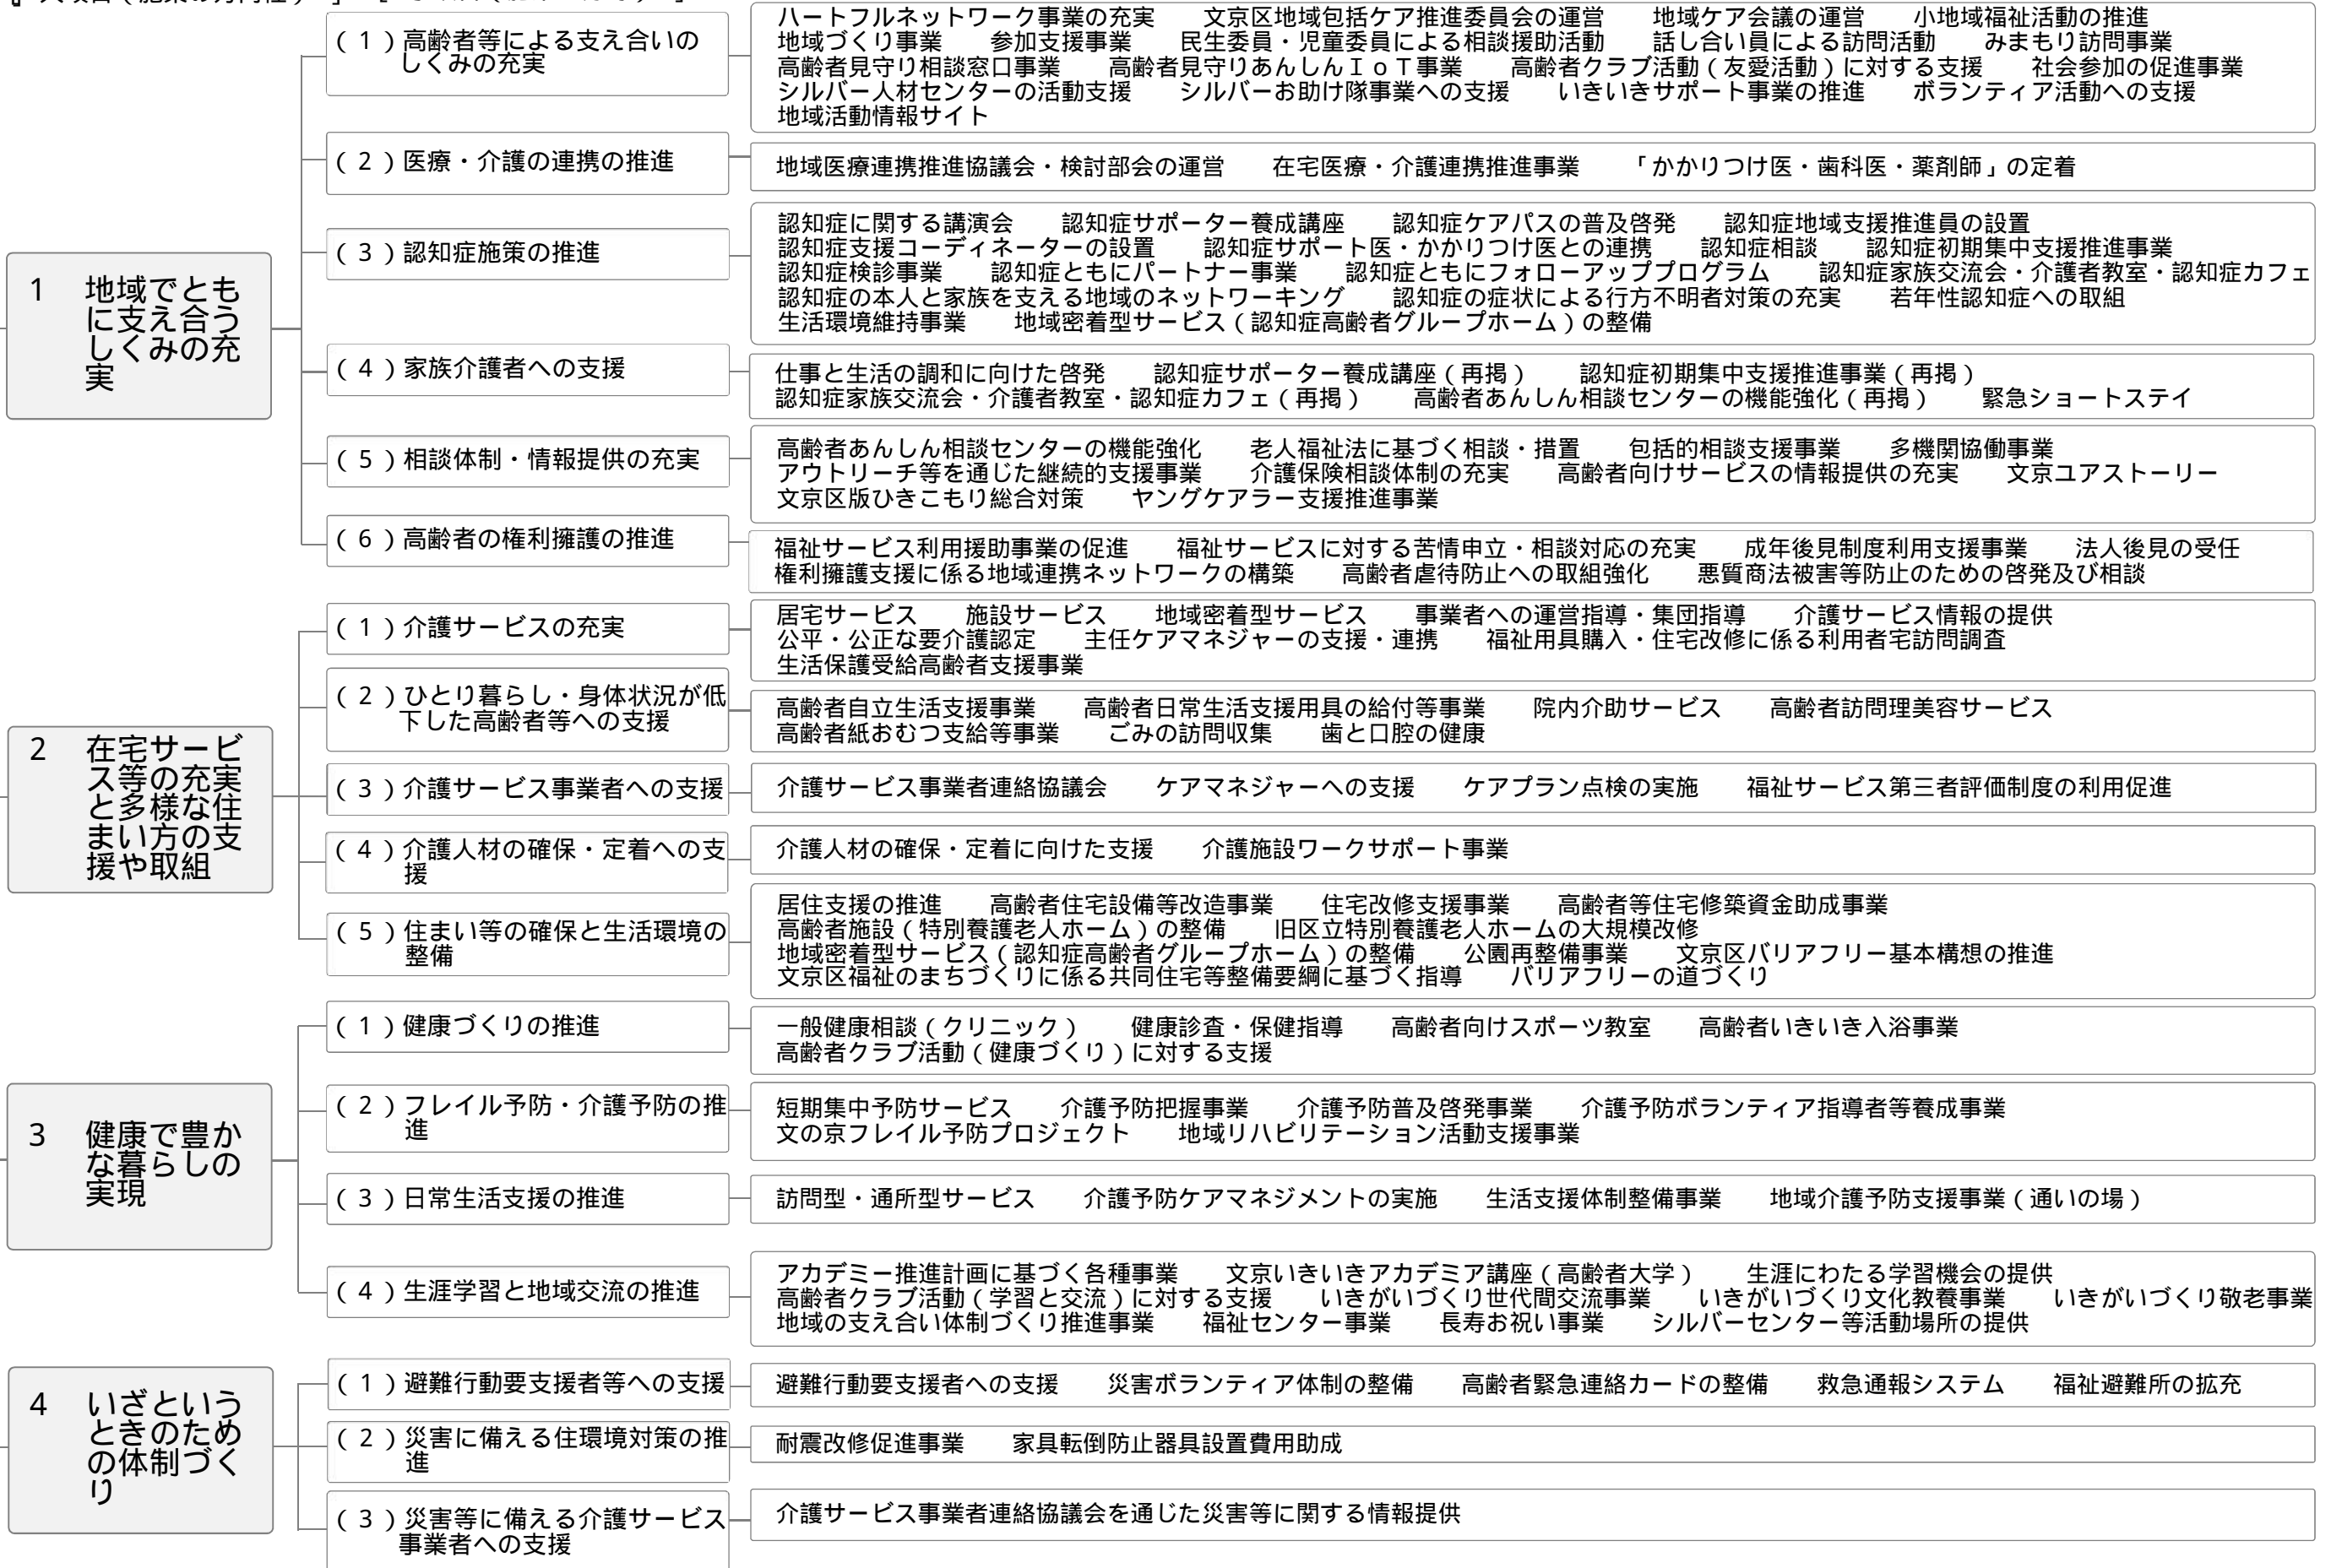 1 地域でとも
に支え合う
しくみの充
実
(1)高齢者等による支え合いの
しくみの充実
ハートフルネットワーク事業の充実　文京区地域包括ケア推進委員会の運営　地域ケア会議の運営　小地域福祉活動の推進
地域づくり事業　参加支援事業　民生委員・児童委員による相談援助活動　話し合い員による訪問活動　みまもり訪問事業
高齢者見守り相談窓口事業　高齢者見守りあんしんIoT事業　高齢者クラブ活動(友愛活動)に対する支援　社会参加の促進事業
シルバー人材センターの活動支援　シルバーお助け隊事業への支援　いきいきサポート事業の推進　ボランティア活動への支援
地域活動情報サイト
(2)医療・介護の連携の推進
地域医療連携推進協議会・検討部会の運営　在宅医療・介護連携推進事業　「かかりつけ医・歯科医・薬剤師」の定着
(3)認知症施策の推進
認知症に関する講演会　認知症サポーター養成講座　認知症ケアパスの普及啓発　認知症地域支援推進員の設置
認知症支援コーディネーターの設置　認知症サポート医・かかりつけ医との連携　認知症相談　認知症初期集中支援推進事業
認知症検診事業　認知症ともにパートナー事業　認知症ともにフォローアッププログラム　認知症家族交流会・介護者教室・認知症カフェ
認知症の本人と家族を支える地域のネットワーキング　認知症の症状による行方不明者対策の充実　若年性認知症への取組
生活環境維持事業　地域密着型サービス(認知症高齢者グループホーム)の整備
(4)家族介護者への支援
仕事と生活の調和に向けた啓発　認知症サポーター養成講座(再掲)　認知症初期集中支援推進事業(再掲)
認知症家族交流会・介護者教室・認知症カフェ(再掲)　高齢者あんしん相談センターの機能強化(再掲)　緊急ショートステイ
(5)相談体制・情報提供の充実
高齢者あんしん相談センターの機能強化　老人福祉法に基づく相談・措置　包括的相談支援事業　多機関協働事業
アウトリーチ等を通じた継続的支援事業　介護保険相談体制の充実　高齢者向けサービスの情報提供の充実　文京ユアストーリー
文京区版ひきこもり総合対策　ヤングケアラー支援推進事業
(6)高齢者の権利擁護の推進
福祉サービス利用援助事業の促進　福祉サービスに対する苦情申立・相談対応の充実　成年後見制度利用支援事業　法人後見の受任
権利擁護支援に係る地域連携ネットワークの構築　高齢者虐待防止への取組強化　悪質商法被害等防止のための啓発及び相談
2 在宅サービ
ス等の充実
と多様な住
まい方の支
援や取組
(1)介護サービスの充実
居宅サービス　施設サービス　地域密着型サービス　事業者への運営指導・集団指導　介護サービス情報の提供
公平・公正な要介護認定　主任ケアマネジャーの支援・連携　福祉用具購入・住宅改修に係る利用者宅訪問調査
生活保護受給高齢者支援事業
(2)ひとり暮らし・身体状況が低
下した高齢者等への支援
高齢者自立生活支援事業　高齢者日常生活支援用具の給付等事業　院内介助サービス　高齢者訪問理美容サービス
高齢者紙おむつ支給等事業　ごみの訪問収集　歯と口腔の健康
(3)介護サービス事業者への支援
介護サービス事業者連絡協議会　ケアマネジャーへの支援　ケアプラン点検の実施　福祉サービス第三者評価制度の利用促進
(4)介護人材の確保・定着への支
援
介護人材の確保・定着に向けた支援　介護施設ワークサポート事業
(5)住まい等の確保と生活環境の
整備
居住支援の推進　高齢者住宅設備等改造事業　住宅改修支援事業　高齢者等住宅修築資金助成事業
高齢者施設(特別養護老人ホーム)の整備　旧区立特別養護老人ホームの大規模改修
地域密着型サービス(認知症高齢者グループホーム)の整備　公園再整備事業　文京区バリアフリー基本構想の推進
文京区福祉のまちづくりに係る共同住宅等整備要綱に基づく指導　バリアフリーの道づくり
3 健康で豊か
な暮らしの
実現
(1)健康づくりの推進
一般健康相談(クリニック)　健康診査・保健指導　高齢者向けスポーツ教室　高齢者いきいき入浴事業
高齢者クラブ活動(健康づくり)に対する支援
(2)フレイル予防・介護予防の推
進
短期集中予防サービス　介護予防把握事業　介護予防普及啓発事業　介護予防ボランティア指導者等養成事業
文の京フレイル予防プロジェクト　地域リハビリテーション活動支援事業
(3)日常生活支援の推進
訪問型・通所型サービス　介護予防ケアマネジメントの実施　生活支援体制整備事業　地域介護予防支援事業(通いの場)
(4)生涯学習と地域交流の推進
アカデミー推進計画に基づく各種事業　文京いきいきアカデミア講座(高齢者大学)　生涯にわたる学習機会の提供
高齢者クラブ活動(学習と交流)に対する支援　いきがいづくり世代間交流事業　いきがいづくり文化教養事業　いきがいづくり敬老事業
地域の支え合い体制づくり推進事業　福祉センター事業　長寿お祝い事業　シルバーセンター等活動場所の提供
4 いざという
ときのため
の体制づく
り
(1)避難行動要支援者等への支援
避難行動要支援者への支援　災害ボランティア体制の整備　高齢者緊急連絡カードの整備　救急通報システム　福祉避難所の拡充
(2)災害に備える住環境対策の推
進
耐震改修促進事業　家具転倒防止器具設置費用助成
(3)災害等に備える介護サービス
事業者への支援
介護サービス事業者連絡協議会を通じた災害等に関する情報提供